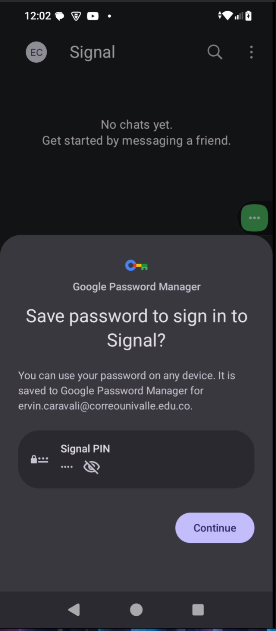 12:02
EC
Signal
No chats yet.
Get started by messaging a friend.
Google Password Manager
Save password to sign in to
Signal?
You can use your password on any device. It is
saved to Google Password Manager for
ervin.caravali@correounivalle.edu.co.
Signal PIN
••••
Continue